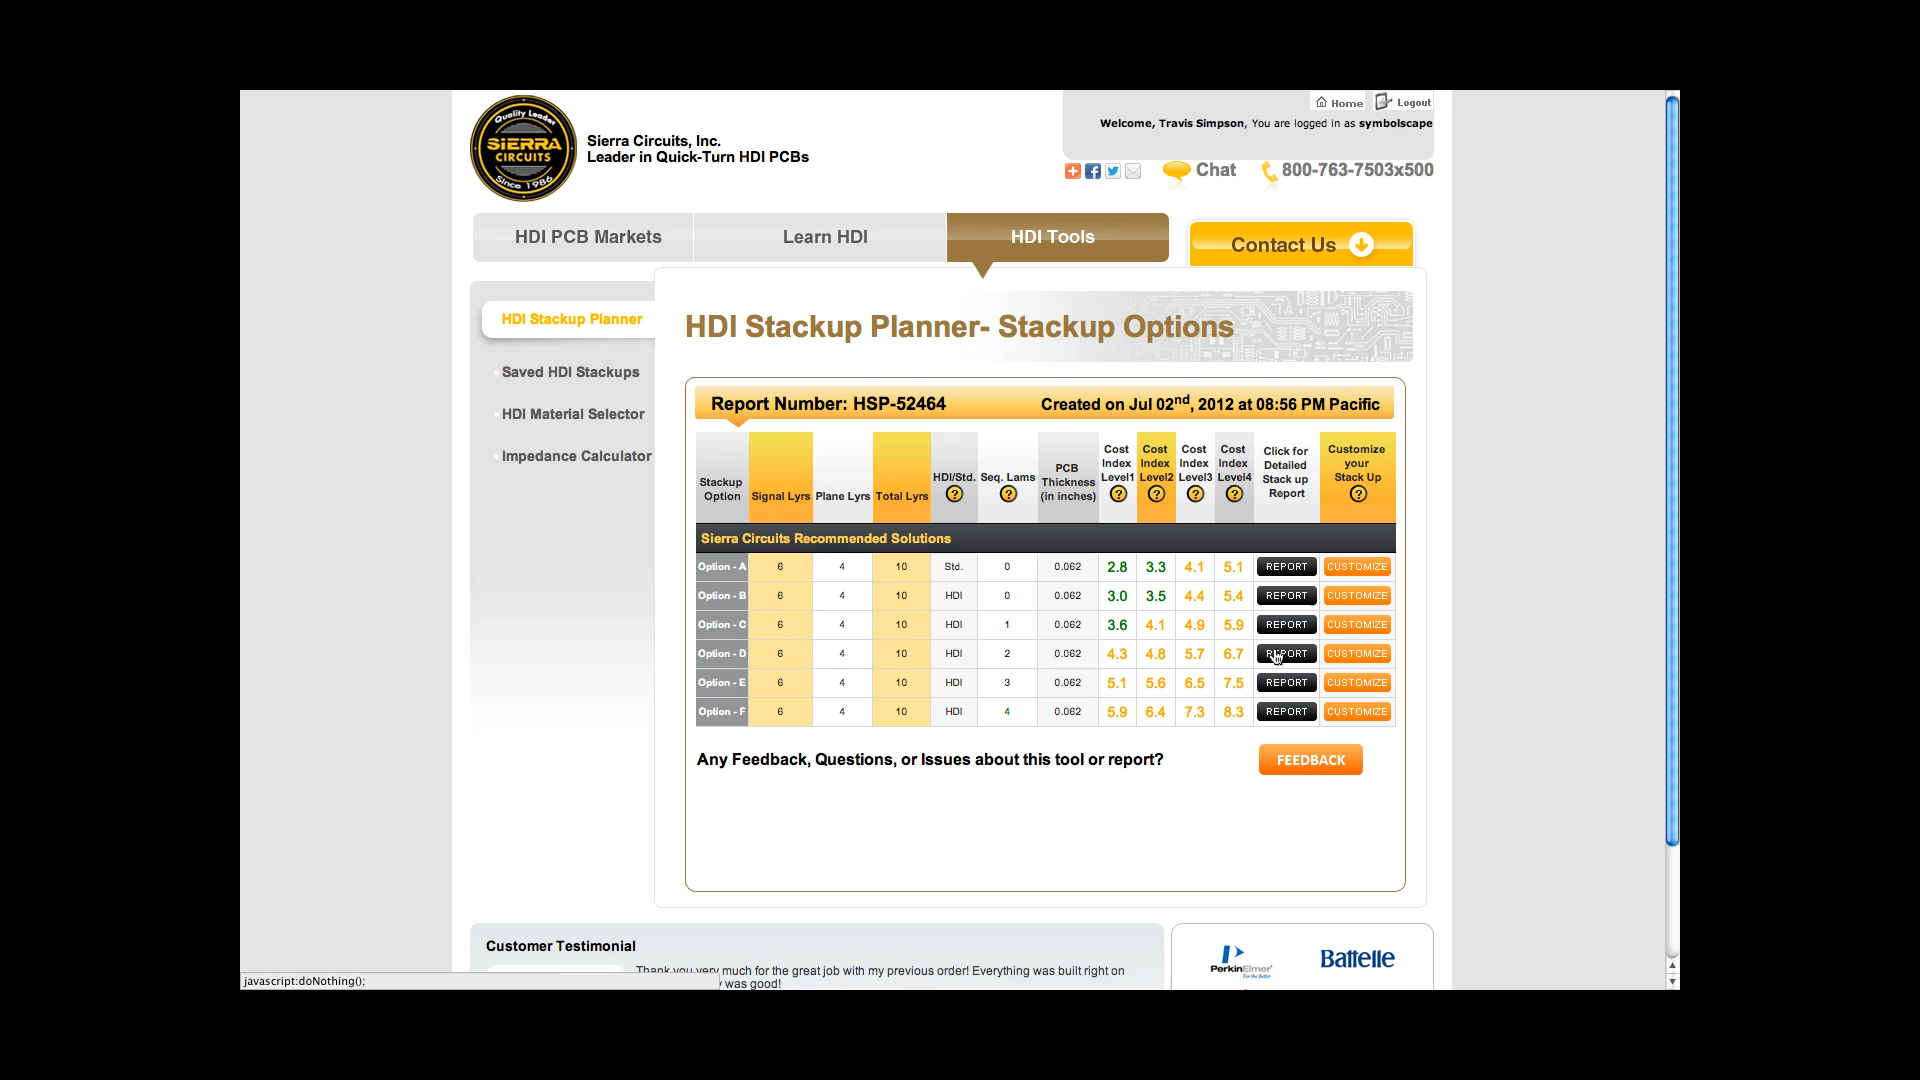 Quality Leader
SIERRA
CIRCUITS
Since 1986
Sierra Circuits, Inc.
Leader in Quick-Turn HDI PCBs
Home
Logout
Welcome, Travis Simpson, You are logged in as symbolscape
Chat
800-763-7503x500
HDI PCB Markets
Learn HDI
HDI Tools
Contact Us
HDI Stackup Planner
Saved HDI Stackups
HDI Material Selector
Impedance Calculator
HDI Stackup Planner- Stackup Options
Report Number: HSP-52464
Created on Jul 02nd, 2012 at 08:56 PM Pacific
Stackup Option
Signal Lyrs
Plane Lyrs
Total Lyrs
HDI/Std. ?
Seq. Lams ?
PCB Thickness (in inches)
Cost Index Level1 ?
Cost Index Level2 ?
Cost Index Level3 ?
Cost Index Level4 ?
Click for Detailed Stack up Report
Customize your Stack Up ?
Sierra Circuits Recommended Solutions
Option - A 6 4 10 Std. 0 0.062 2.8 3.3 4.1 5.1 REPORT CUSTOMIZE
Option - B 6 4 10 HDI 0 0.062 3.0 3.5 4.4 5.4 REPORT CUSTOMIZE
Option - C 6 4 10 HDI 1 0.062 3.6 4.1 4.9 5.9 REPORT CUSTOMIZE
Option - D 6 4 10 HDI 2 0.062 4.3 4.8 5.7 6.7 REPORT CUSTOMIZE
Option - E 6 4 10 HDI 3 0.062 5.1 5.6 6.5 7.5 REPORT CUSTOMIZE
Option - F 6 4 10 HDI 4 0.062 5.9 6.4 7.3 8.3 REPORT CUSTOMIZE
Any Feedback, Questions, or Issues about this tool or report?
FEEDBACK
Customer Testimonial
Thank you very much for the great job with my previous order! Everything was built right on
was good!
PerkinElmer
For the Better
Battelle
javascript:doNothing();